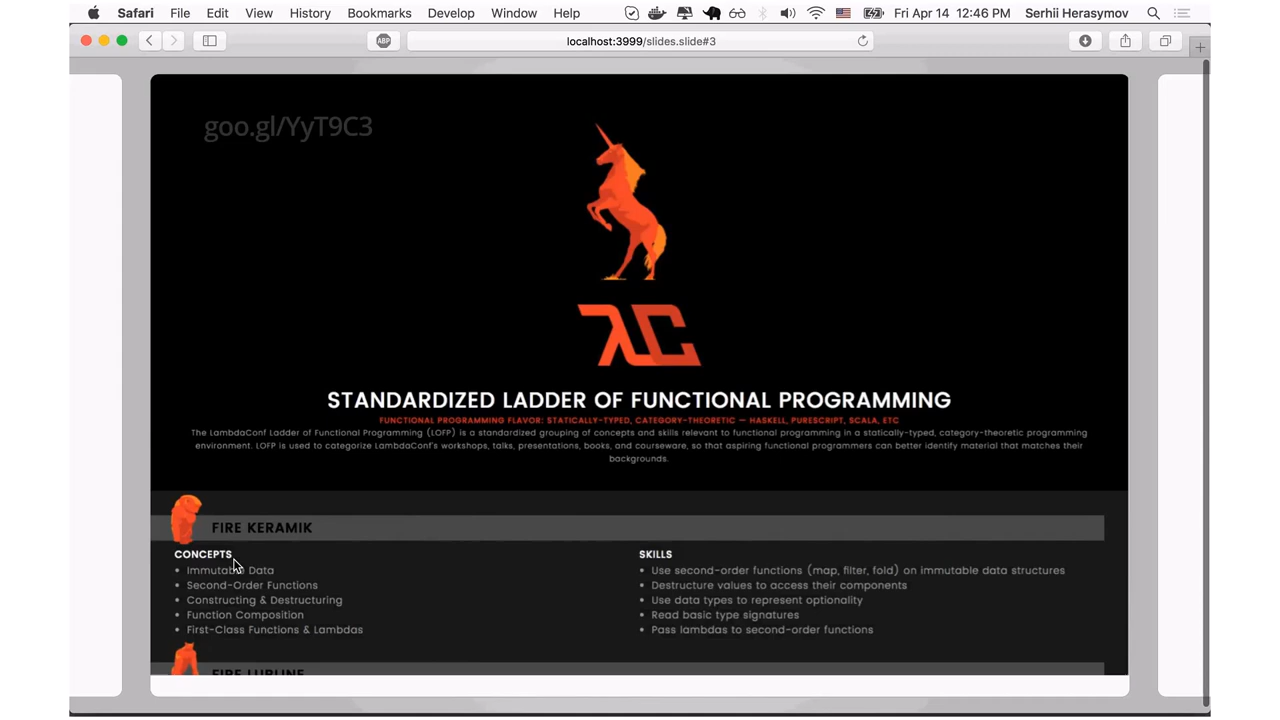 Safari File Edit View History Bookmarks Develop Window Help Fri Apr 14 12:46 PM Serhii Herasymov
ABP localhost:3999/slides.slide#3
goo.gl/YyT9C3
λC
STANDARDIZED LADDER OF FUNCTIONAL PROGRAMMING
FUNCTIONAL PROGRAMMING FLAVOR: STATICALLY-TYPED, CATEGORY-THEORETIC — HASKELL, PURESCRIPT, SCALA, ETC
The LambdaConf Ladder of Functional Programming (LOFP) is a standardized grouping of concepts and skills relevant to functional programming in a statically-typed, category-theoretic programming
environment. LOFP is used to categorize LambdaConf's workshops, talks, presentations, books, and courseware, so that aspiring functional programmers can better identify material that matches their
backgrounds.
FIRE KERAMIK
CONCEPTS
• Immutable Data
• Second-Order Functions
• Constructing & Destructuring
• Function Composition
• First-Class Functions & Lambdas
SKILLS
• Use second-order functions (map, filter, fold) on immutable data structures
• Destructure values to access their components
• Use data types to represent optionality
• Read basic type signatures
• Pass lambdas to second-order functions
FIRE